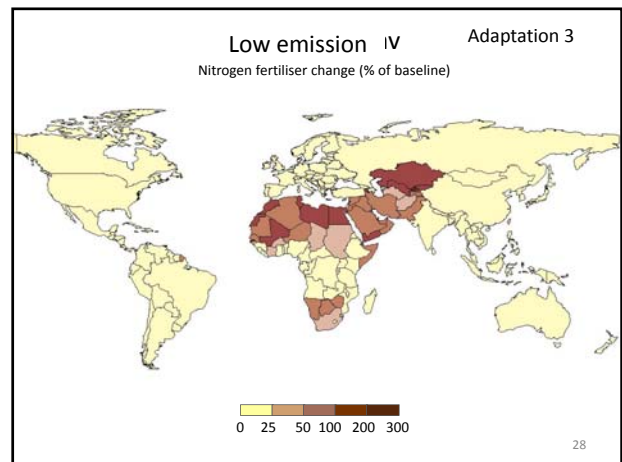 Low emission
Adaptation 3
Nitrogen fertiliser change (% of baseline)
0 25 50 100 200 300
28